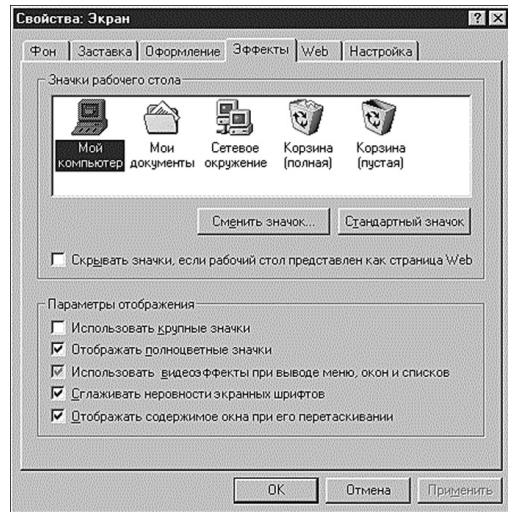 Свойства: Экран
Фон Заставка Оформление Эффекты Web Настройка
Значки рабочего стола
Мой Мои Сетевое Корзина Корзина
компьютер документы окружение (полная) (пустая)
Сменить значок... Стандартный значок
Скрывать значки, если рабочий стол представлен как страница Web
Параметры отображения
Использовать крупные значки
Отображать полноцветные значки
Использовать видеоэффекты при выводе меню, окон и списков
Сглаживать неровности экранных шрифтов
Отображать содержимое окна при его перетаскивании
OK Отмена Применить